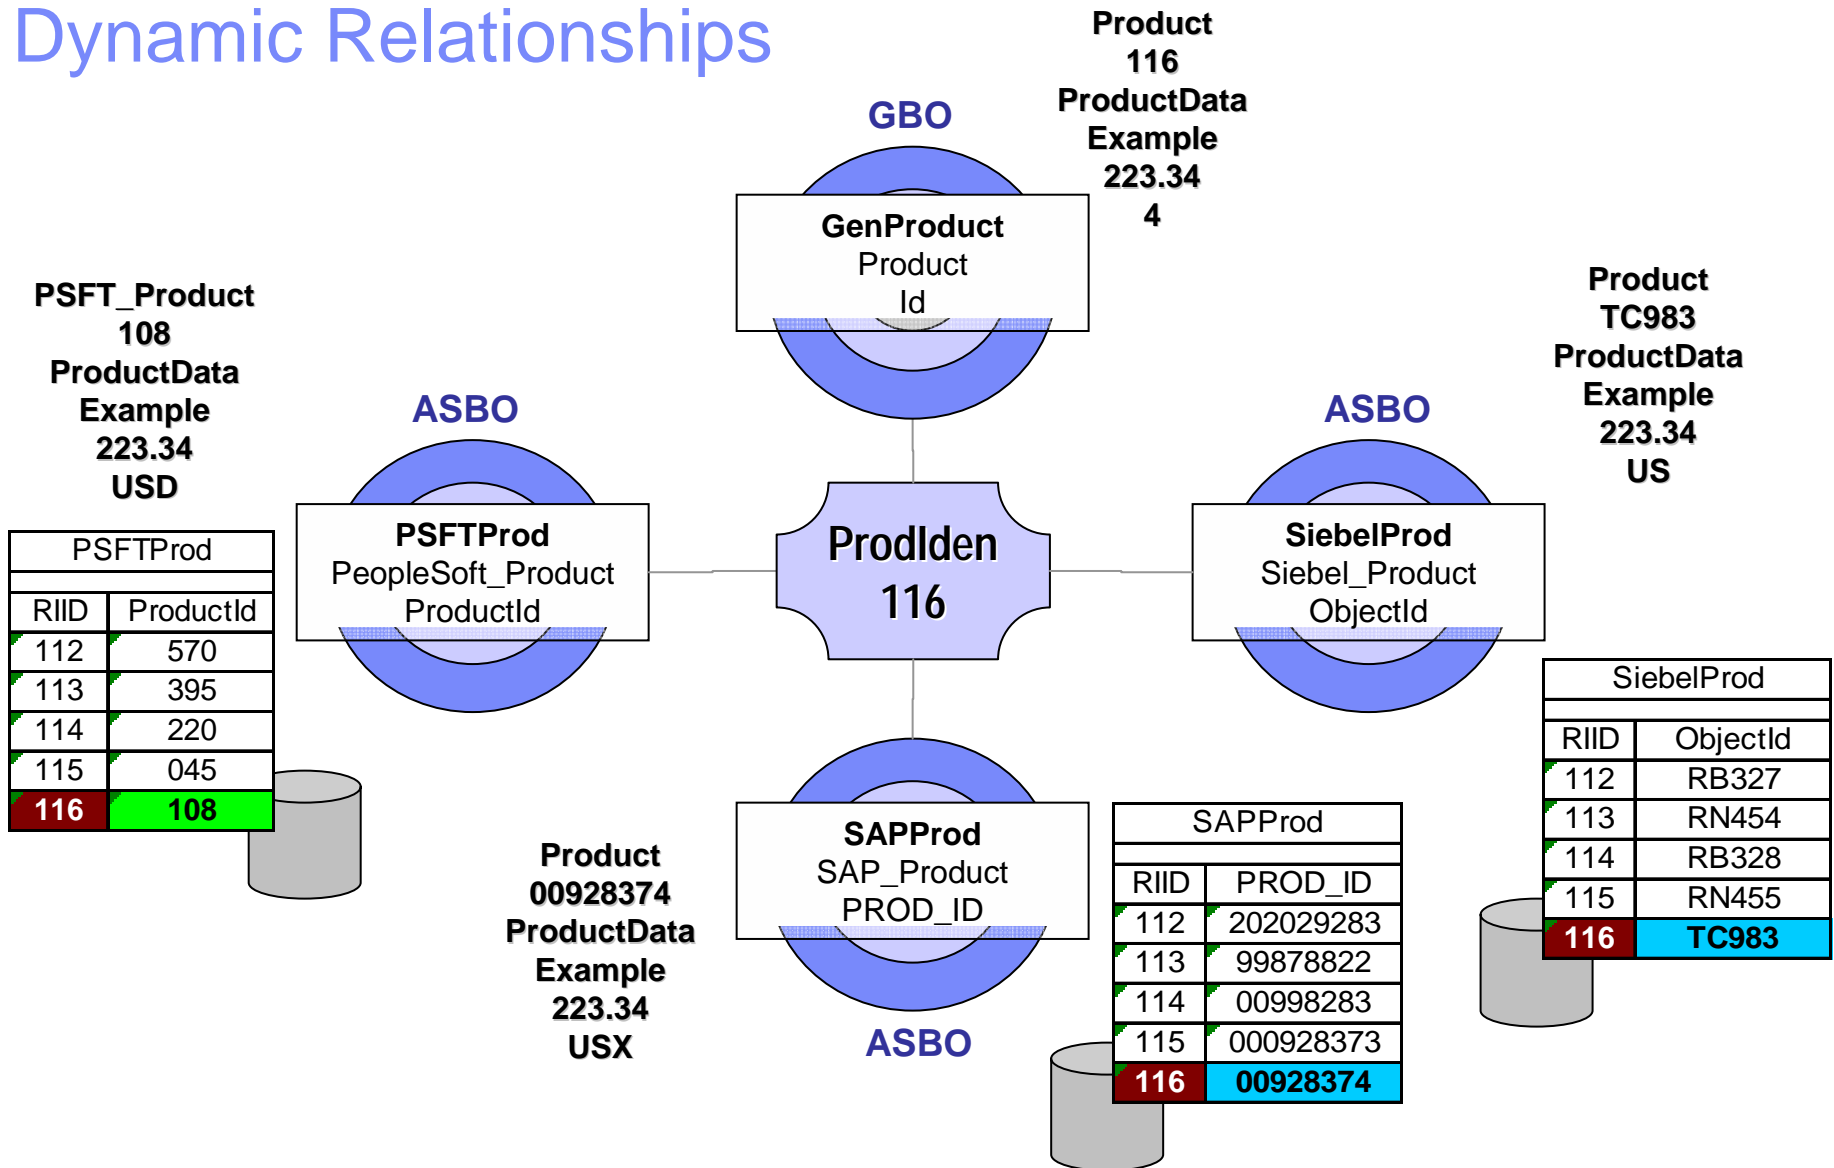 Dynamic Relationships
Product
116
ProductData
Example
223.34
4
GBO
GenProduct
Product
Id
PSFT_Product
108
ProductData
Example
223.34
USD
ASBO
PSFTProd
PeopleSoft_Product
ProductId
ProdIden
116
ASBO
SiebelProd
Siebel_Product
ObjectId
Product
TC983
ProductData
Example
223.34
US
PSFTProd
RIID ProductId
112 570
113 395
114 220
115 045
116 108
SiebelProd
RIID ObjectId
112 RB327
113 RN454
114 RB328
115 RN455
116 TC983
Product
00928374
ProductData
Example
223.34
USX
SAPProd
SAP_Product
PROD_ID
ASBO
SAPProd
RIID PROD_ID
112 202029283
113 99878822
114 00998283
115 000928373
116 00928374